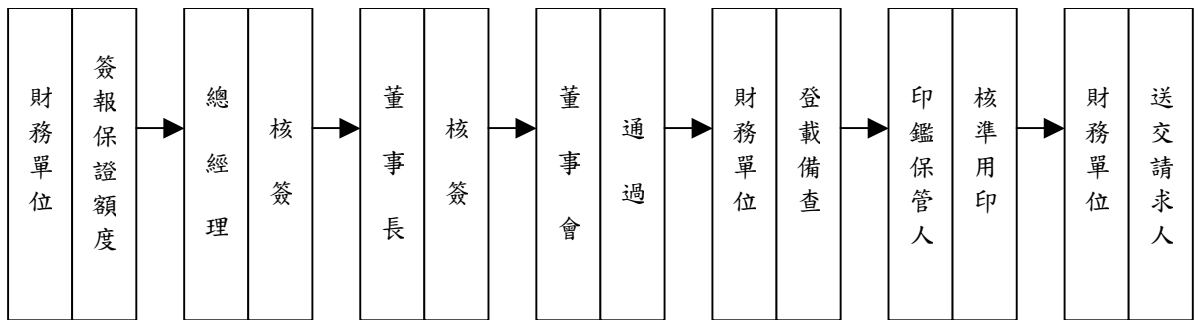 財務單位
簽報保證額度
總經理
核簽
董事長
核簽
董事會
通過
財務單位
登載備查
印鑑保管人
核準用印
財務單位
送交請求人